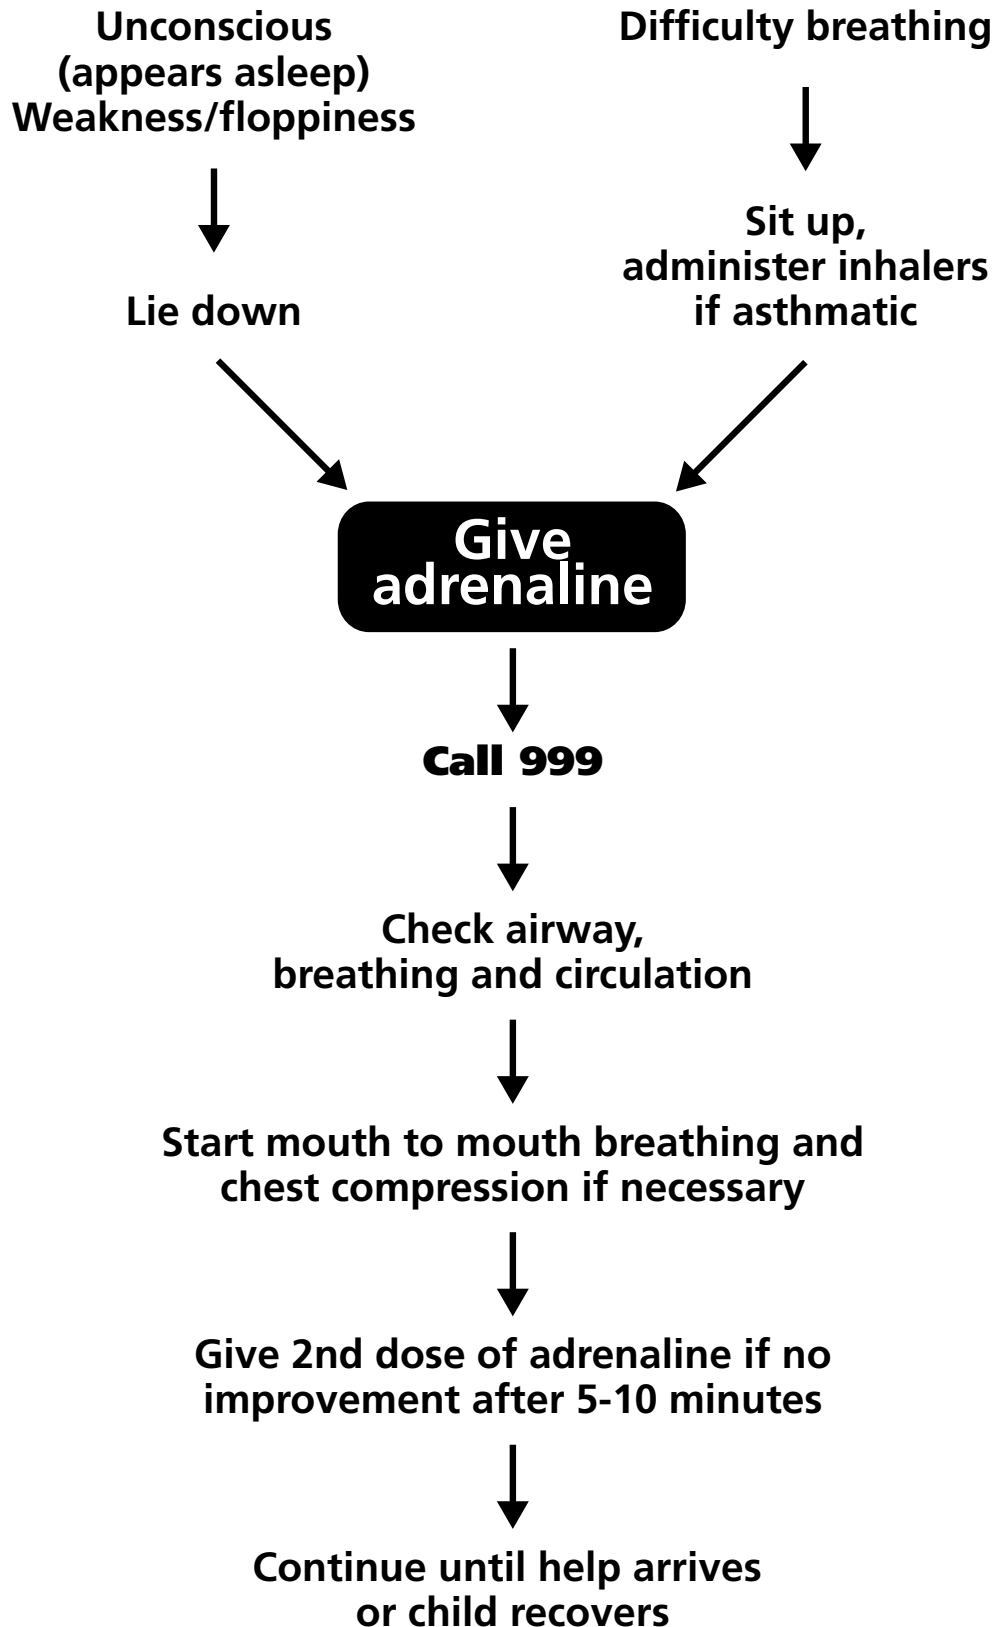 Unconscious
(appears asleep)
Weakness/floppiness
Lie down
Difficulty breathing
Sit up,
administer inhalers
if asthmatic
Give
adrenaline
Call 999
Check airway,
breathing and circulation
Start mouth to mouth breathing and
chest compression if necessary
Give 2nd dose of adrenaline if no
improvement after 5-10 minutes
Continue until help arrives
or child recovers